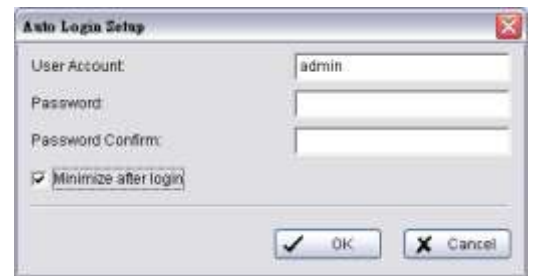 Auto Login Setup
User Account:
admin
Password:
Password Confirm:
Minimize after login
OK
Cancel